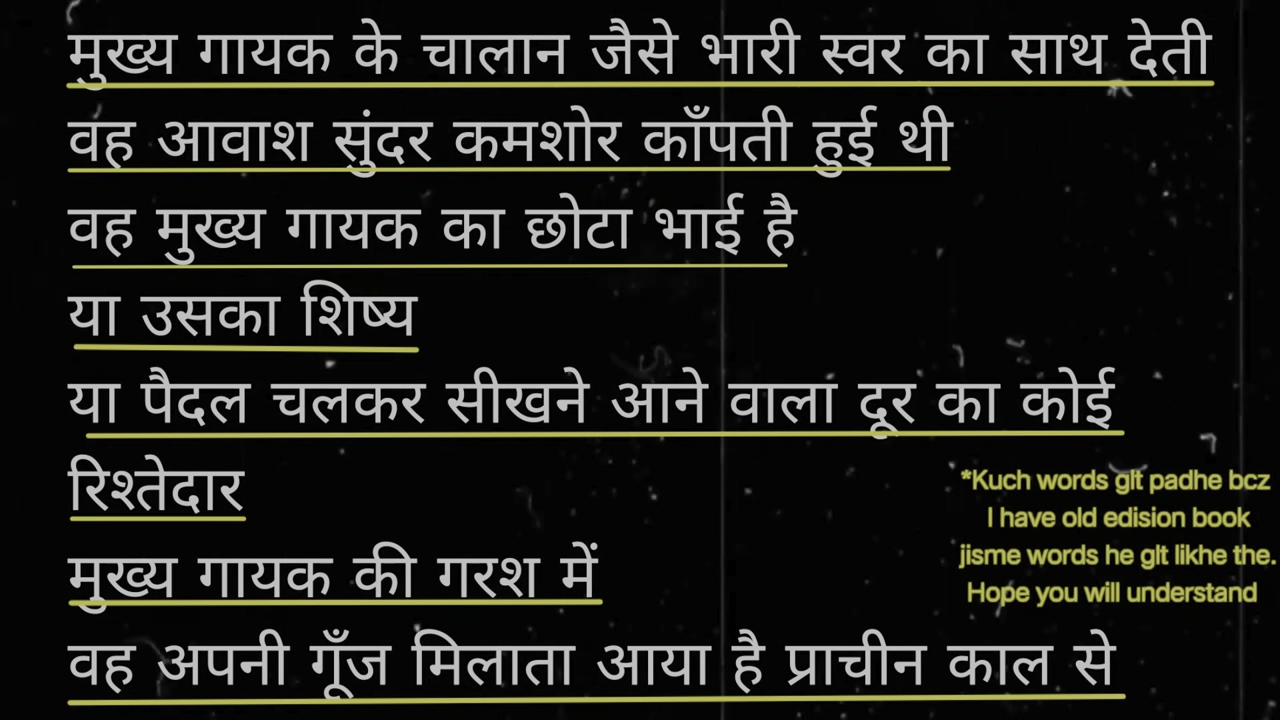 मुख्य गायक के चालान जैसे भारी स्वर का साथ देती
वह आवाश सुंदर कमशोर काँपती हुई थी
वह मुख्य गायक का छोटा भाई है
या उसका शिष्य
या पैदल चलकर सीखने आने वाला दूर का कोई
रिश्तेदार
मुख्य गायक की गरश में
वह अपनी गूँज मिलाता आया है प्राचीन काल से
*Kuch words glt padhe bcz
I have old edision book
jisme words he glt likhe the.
Hope you will understand